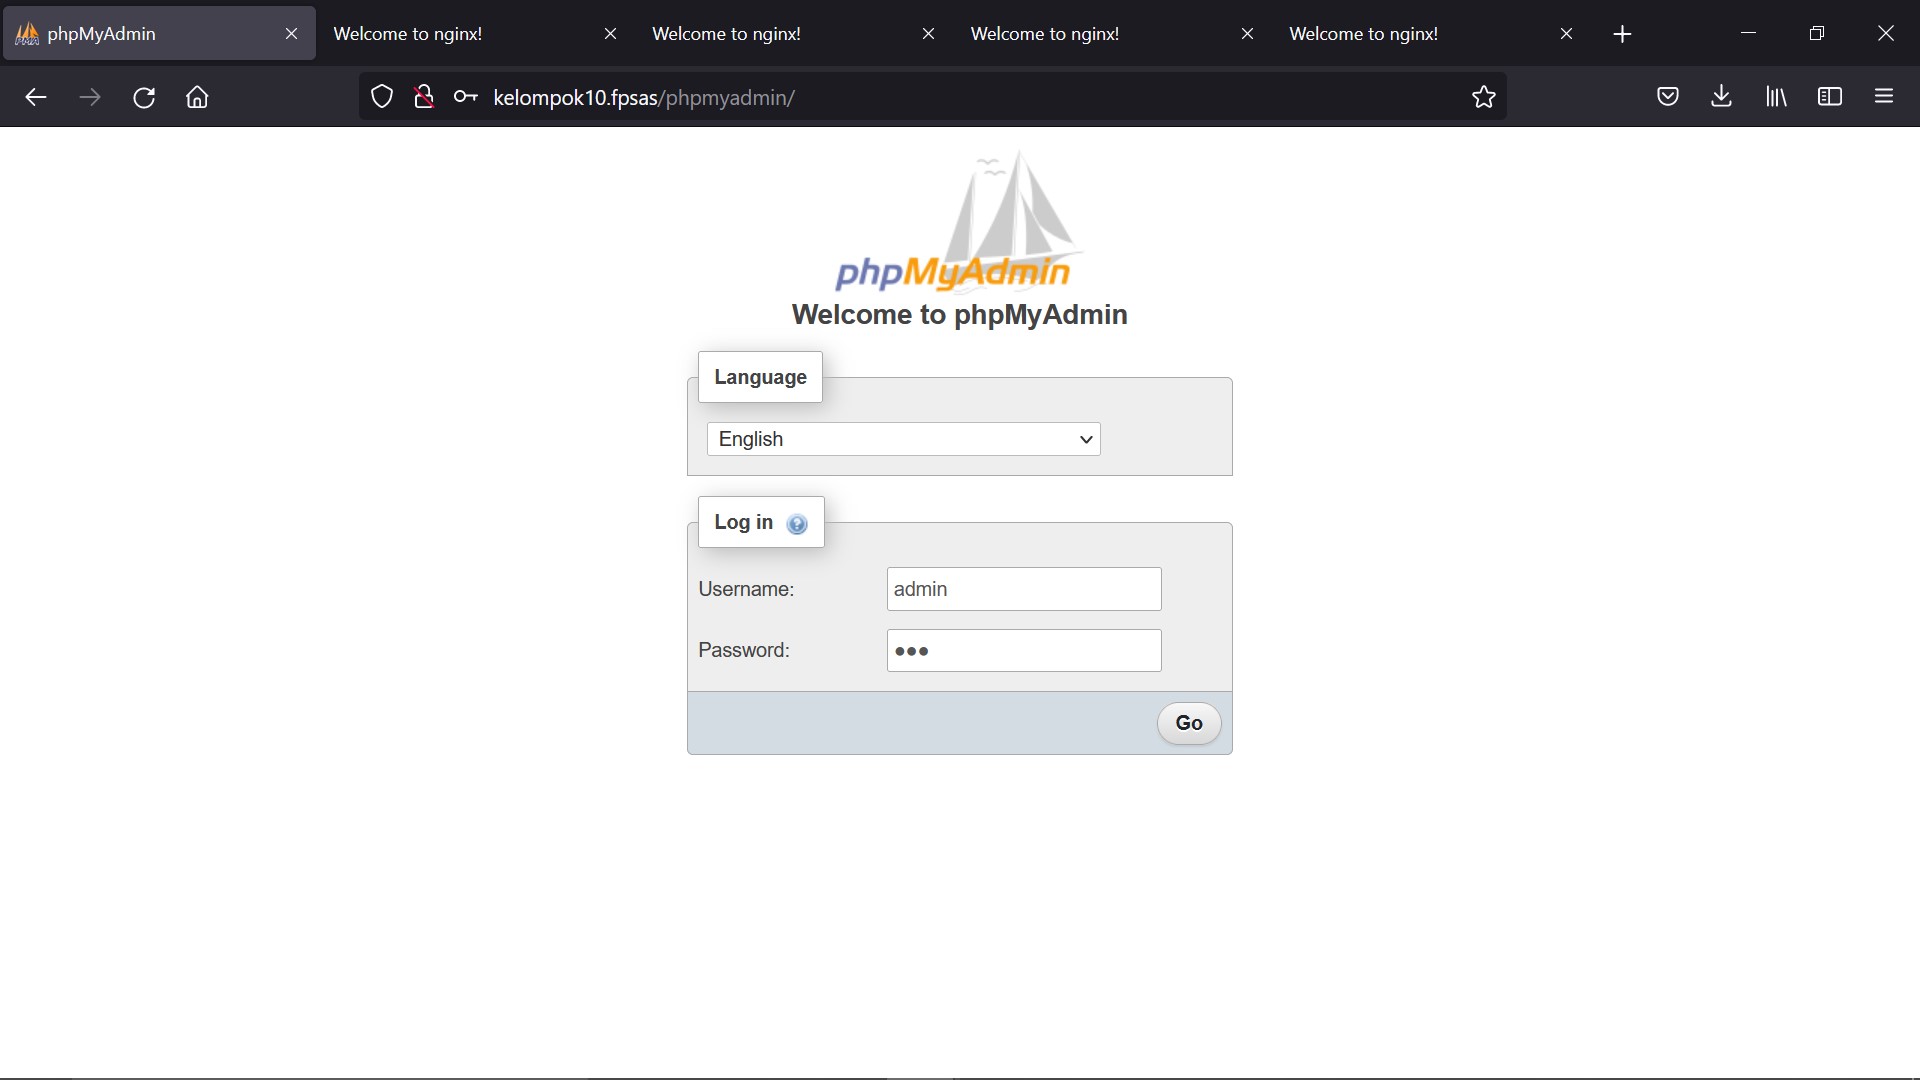 phpMyAdmin
Welcome to nginx!
Welcome to nginx!
Welcome to nginx!
Welcome to nginx!
kelompok10.fpsas/phpmyadmin/
phpMyAdmin
Welcome to phpMyAdmin
Language
English
Log in
Username:
admin
Password:
●●●
Go